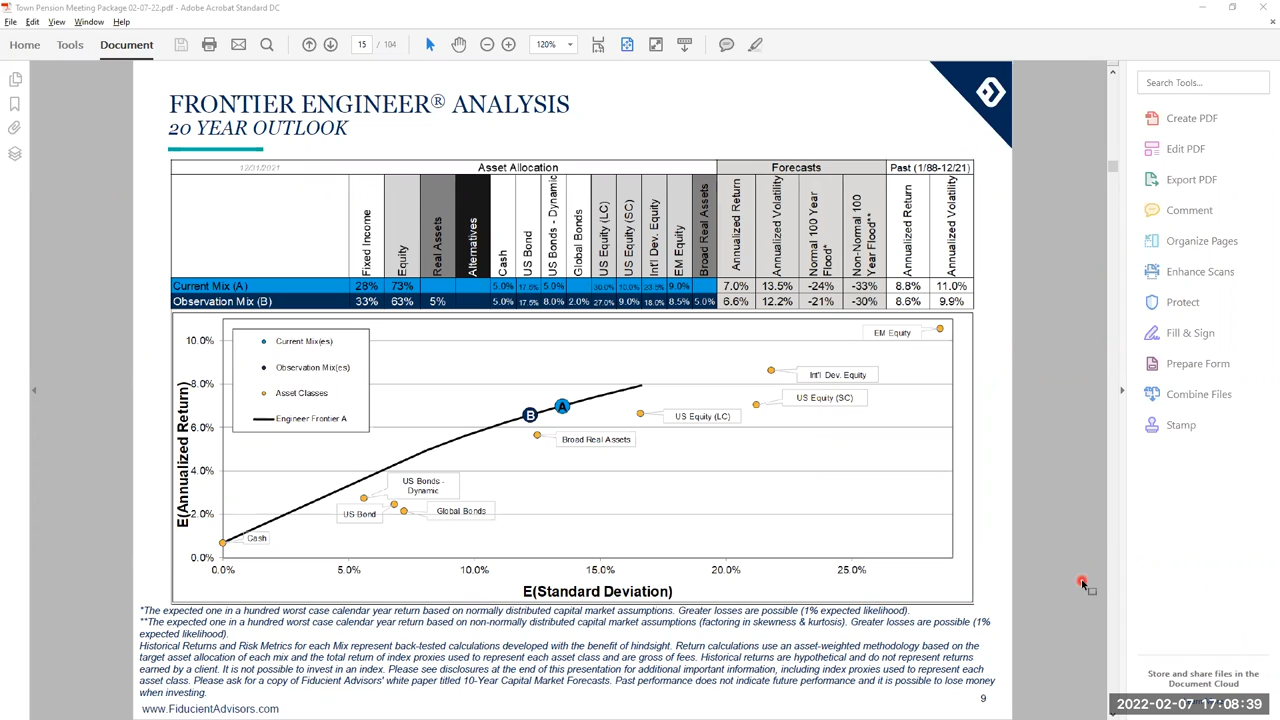 Town Pension Meeting Package 02-07-22.pdf - Adobe Acrobat Standard DC
File Edit View Window Help
Home Tools Document 15 / 104 120%
Search Tools...
Create PDF
Edit PDF
Export PDF
Comment
Organize Pages
Enhance Scans
Protect
Fill & Sign
Prepare Form
Combine Files
Stamp
Store and share files in the
Document Cloud
FRONTIER ENGINEER® ANALYSIS
20 YEAR OUTLOOK
12/31/2021 Asset Allocation Forecasts Past (1/88-12/21)
Fixed Income
Equity
Real Assets
Alternatives
Cash
US Bond
US Bonds - Dynamic
Global Bonds
US Equity (LC)
US Equity (SC)
Int'l Dev. Equity
EM Equity
Broad Real Assets
Annualized Return
Annualized Volatility
Normal 100 Year
Flood*
Non-Normal 100
Year Flood**
Annualized Return
Annualized Volatility
Current Mix (A) 28% 73% 5.0% 17.5% 5.0% 30.0% 10.0% 23.5% 9.0% 7.0% 13.5% -24% -33% 8.8% 11.0%
Observation Mix (B) 33% 63% 5% 5.0% 17.5% 8.0% 2.0% 27.0% 9.0% 18.0% 8.5% 5.0% 6.6% 12.2% -21% -30% 8.6% 9.9%
E(Annualized Return)
10.0%
8.0%
6.0%
4.0%
2.0%
0.0%
Current Mix(es)
Observation Mix(es)
Asset Classes
Engineer Frontier A
EM Equity
Int'l Dev. Equity
US Equity (SC)
A
B
US Equity (LC)
Broad Real Assets
US Bonds -
Dynamic
US Bond
Global Bonds
Cash
0.0% 5.0% 10.0% 15.0% 20.0% 25.0%
E(Standard Deviation)
*The expected one in a hundred worst case calendar year return based on normally distributed capital market assumptions. Greater losses are possible (1% expected likelihood).
**The expected one in a hundred worst case calendar year return based on non-normally distributed capital market assumptions (factoring in skewness & kurtosis). Greater losses are possible (1%
expected likelihood).
Historical Returns and Risk Metrics for each Mix represent back-tested calculations developed with the benefit of hindsight. Return calculations use an asset-weighted methodology based on the
target asset allocation of each mix and the total return of index proxies used to represent each asset class and are gross of fees. Historical returns are hypothetical and do not represent returns
earned by a client. It is not possible to invest in an index. Please see disclosures at the end of this presentation for additional important information, including index proxies used to represent each
asset class. Please ask for a copy of Fiducient Advisors' white paper titled 10-Year Capital Market Forecasts. Past performance does not indicate future performance and it is possible to lose money
when investing.
9
www.FiducientAdvisors.com
2022-02-07 17:08:39